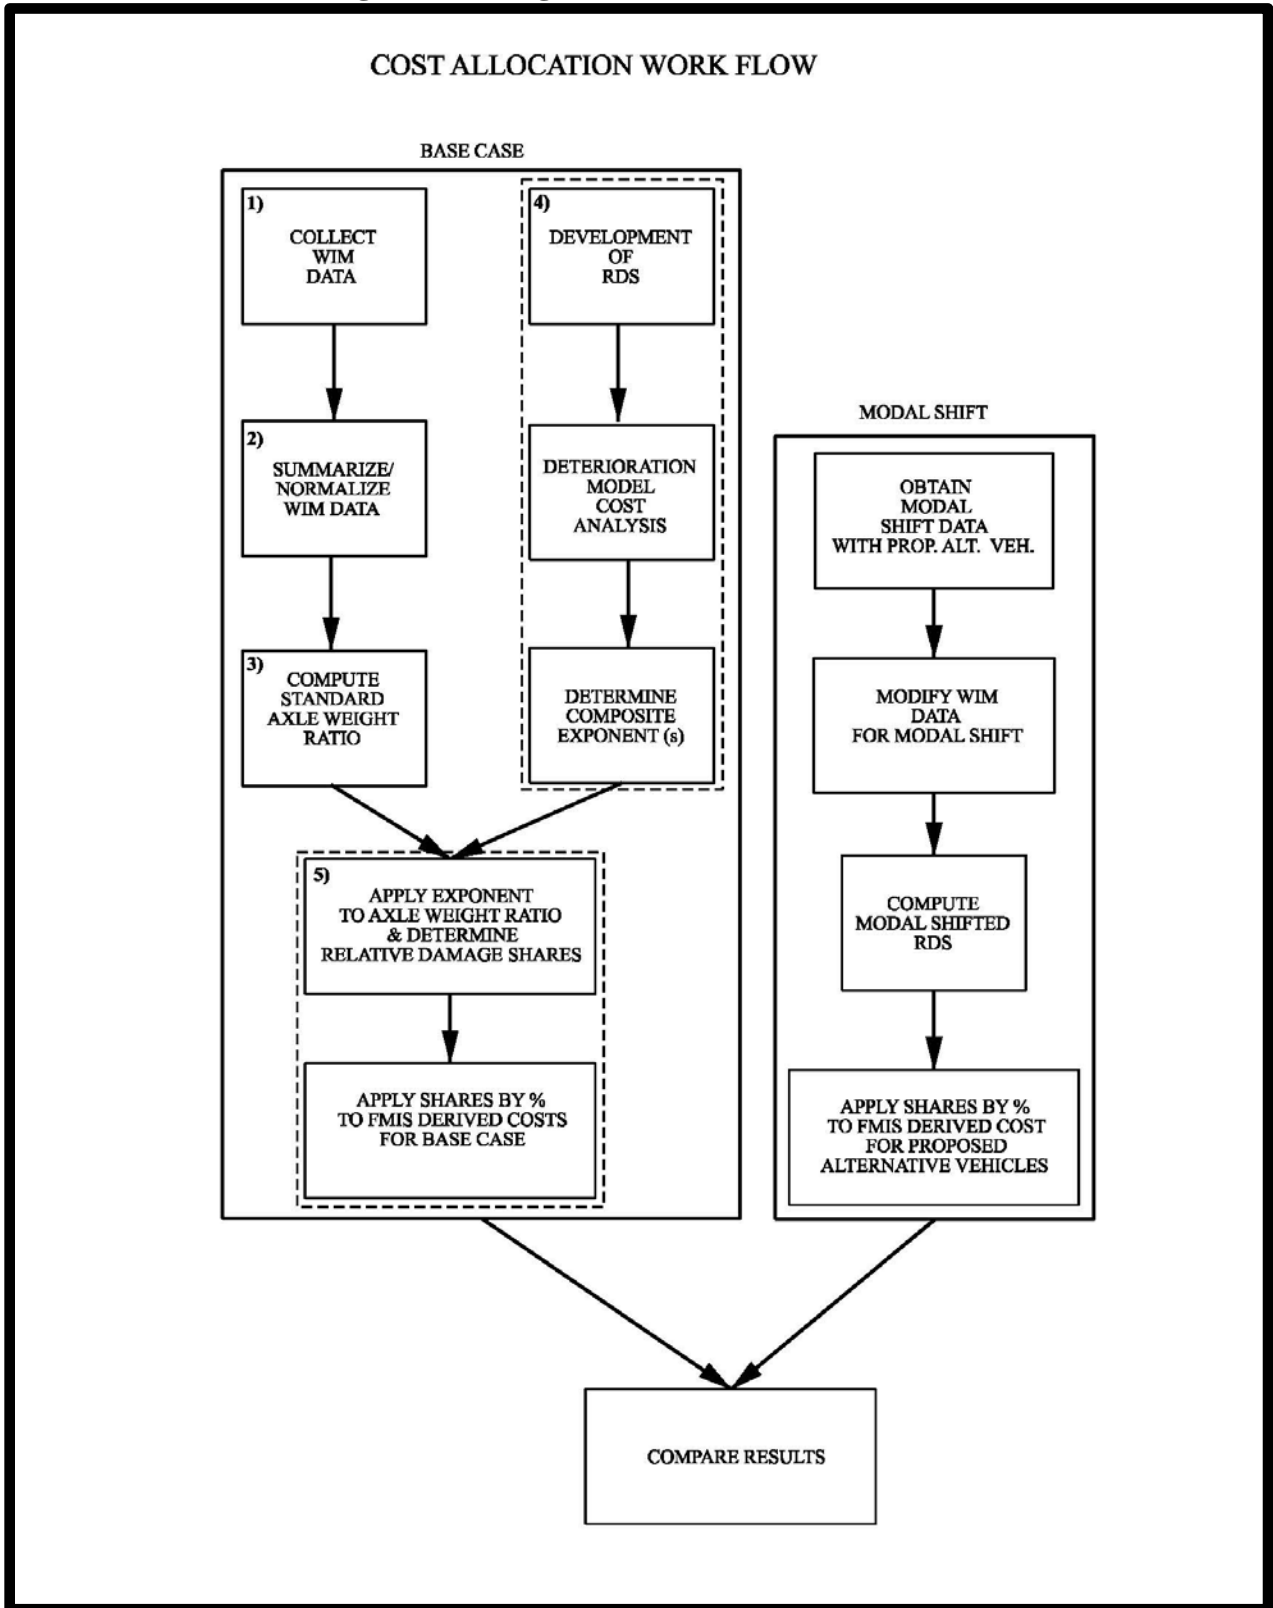 COST ALLOCATION WORK FLOW
BASE CASE
1)
COLLECT
WIM
DATA
2)
SUMMARIZE/
NORMALIZE
WIM DATA
3)
COMPUTE
STANDARD
AXLE WEIGHT
RATIO
4)
DEVELOPMENT
OF
RDS
DETERIORATION
MODEL
COST
ANALYSIS
DETERMINE
COMPOSITE
EXPONENT (s)
5)
APPLY EXPONENT
TO AXLE WEIGHT RATIO
& DETERMINE
RELATIVE DAMAGE SHARES
APPLY SHARES BY %
TO FMIS DERIVED COSTS
FOR BASE CASE
MODAL SHIFT
OBTAIN
MODAL
SHIFT DATA
WITH PROP. ALT. VEH.
MODIFY WIM
DATA
FOR MODAL SHIFT
COMPUTE
MODAL SHIFTED
RDS
APPLY SHARES BY %
TO FMIS DERIVED COST
FOR PROPOSED
ALTERNATIVE VEHICLES
COMPARE RESULTS